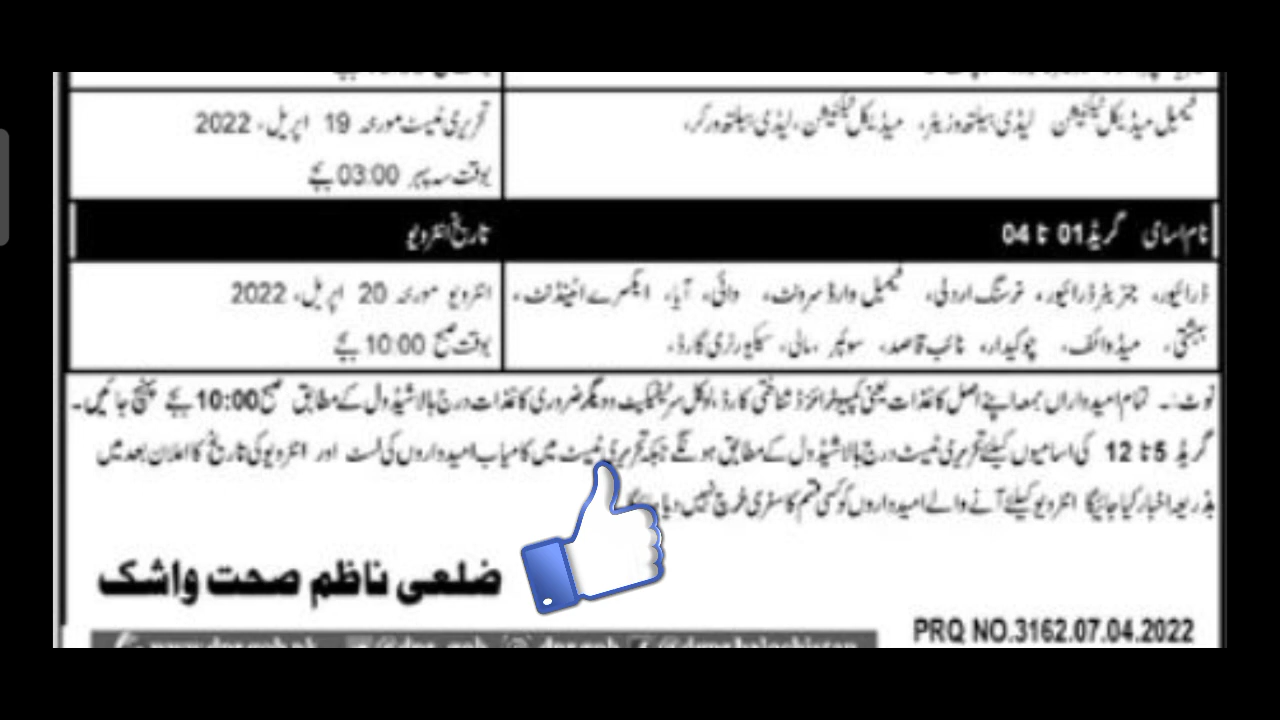 فیمیل میڈیکل ٹیکنیشن لیڈی ہیلتھ وزیٹر، میڈیکل ٹیکنیشن، لیڈی ہیلتھ ورکر،
تحریری ٹیسٹ مورخہ 19 اپریل، 2022
بوقت سہ پہر 03:00 بجے
نام اسامی گریڈ 01 تا 04
تاریخ انٹرویو
ڈرائیور، جنریٹر ڈرائیور، نرسنگ اردلی، فیمیل وارڈ سرونٹ، دائی، آیا، ایکسرے اٹینڈنٹ،
بہشتی، میڈ وائف، چوکیدار، نائب قاصد، سوئپر، مالی، سکیورٹی گارڈ،
انٹرویو مورخہ 20 اپریل، 2022
بوقت صبح 10:00 بجے
نوٹ:۔ تمام امیدواراں بمعہ اپنے اصل کاغذات یعنی کمپیوٹرائزڈ شناختی کارڈ، لوکل سرٹیفکیٹ و دیگر ضروری کاغذات درج بالا شیڈول کے مطابق صبح 10:00 بجے پہنچ جائیں۔
گریڈ 5 تا 12 کی اسامیوں کیلئے تحریری ٹیسٹ درج بالا شیڈول کے مطابق ہونگے جبکہ تحریری ٹیسٹ میں کامیاب امیدواروں کی لسٹ اور انٹرویو کی تاریخ کا اعلان بعد میں
بذریعہ اخبار کیا جائیگا انٹرویو کیلئے آنے والے امیدواروں کو کسی قسم کا سفری خرچ نہیں دیا جائیگا
ضلعی ناظم صحت واشک
PRQ NO.3162.07.04.2022